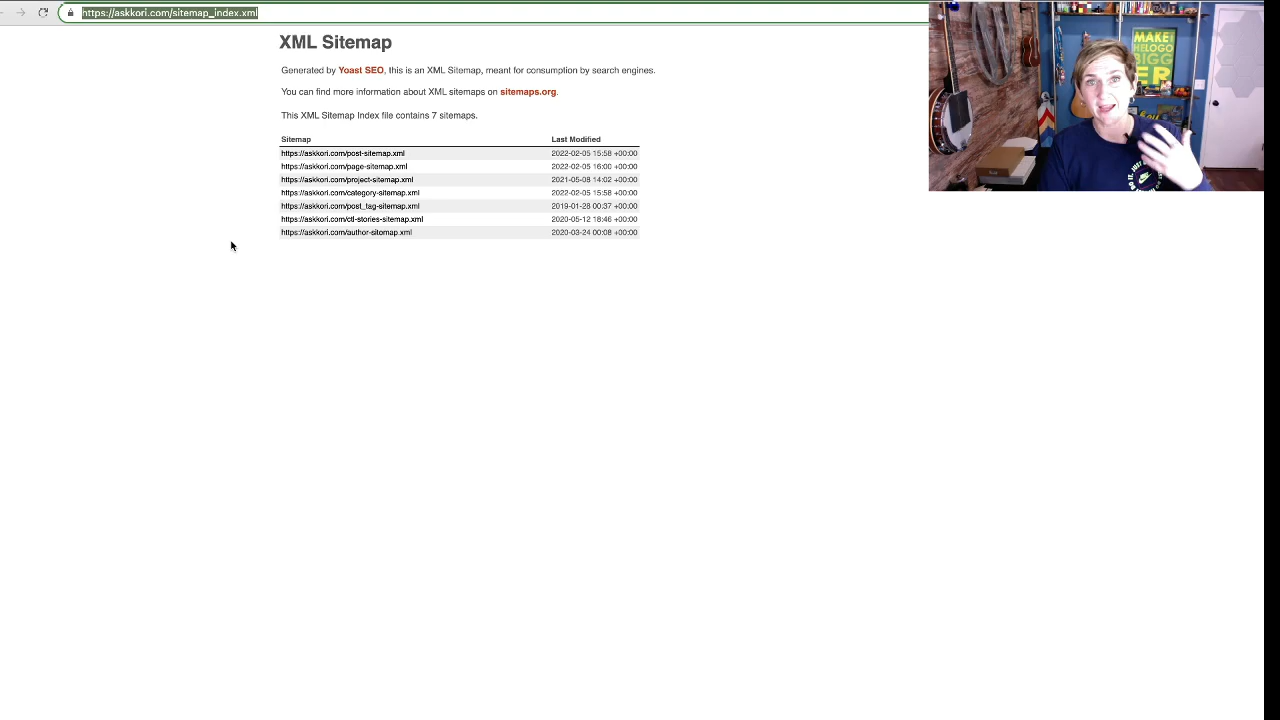 https://askkori.com/sitemap_index.xml
XML Sitemap
Generated by Yoast SEO, this is an XML Sitemap, meant for consumption by search engines.
You can find more information about XML sitemaps on sitemaps.org.
This XML Sitemap Index file contains 7 sitemaps.
Sitemap Last Modified
https://askkori.com/post-sitemap.xml 2022-02-05 15:58 +00:00
https://askkori.com/page-sitemap.xml 2022-02-05 16:00 +00:00
https://askkori.com/project-sitemap.xml 2021-05-08 14:02 +00:00
https://askkori.com/category-sitemap.xml 2022-02-05 15:58 +00:00
https://askkori.com/post_tag-sitemap.xml 2019-01-28 00:37 +00:00
https://askkori.com/ctl-stories-sitemap.xml 2020-05-12 18:46 +00:00
https://askkori.com/author-sitemap.xml 2020-03-24 00:08 +00:00
MAKE
THE LOGO
BIGG
ER